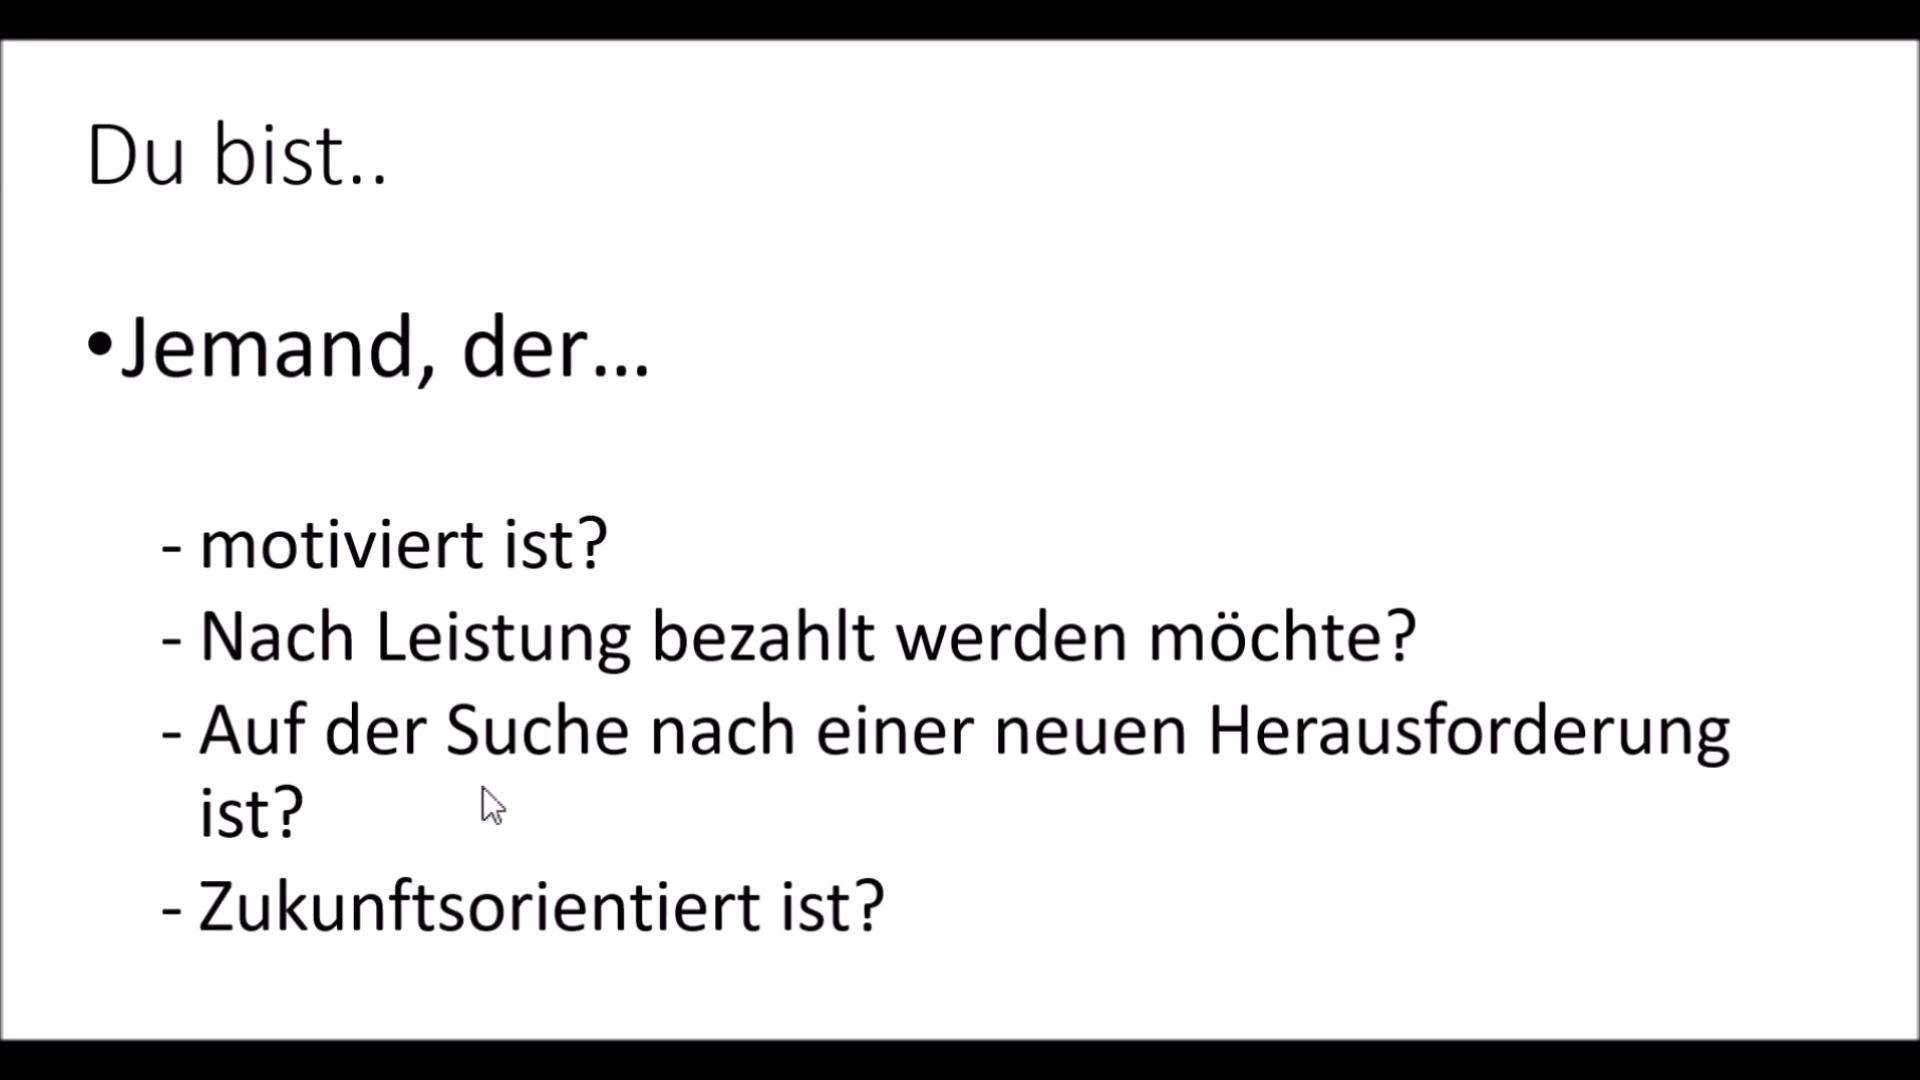 Du bist..
•Jemand, der...
- motiviert ist?
- Nach Leistung bezahlt werden möchte?
- Auf der Suche nach einer neuen Herausforderung
ist?
- Zukunftsorientiert ist?